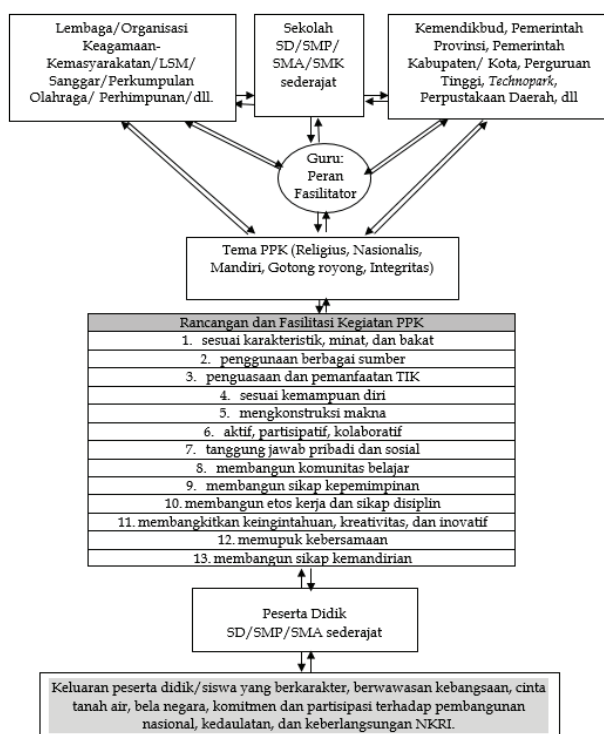 Lembaga/Organisasi
Keagamaan-
Kemasyarakatan/LSM/
Sanggar/Perkumpulan
Olahraga/ Perhimpunan/dll.
Sekolah
SD/SMP/
SMA/SMK
sederajat
Kemendikbud, Pemerintah
Provinsi, Pemerintah
Kabupaten/ Kota, Perguruan
Tinggi, Technopark,
Perpustakaan Daerah, dll
Guru:
Peran
Fasilitator
Tema PPK (Religius, Nasionalis,
Mandiri, Gotong royong, Integritas)
Rancangan dan Fasilitasi Kegiatan PPK
1. sesuai karakteristik, minat, dan bakat
2. penggunaan berbagai sumber
3. penguasaan dan pemanfaatan TIK
4. sesuai kemampuan diri
5. mengkonstruksi makna
6. aktif, partisipatif, kolaboratif
7. tanggung jawab pribadi dan sosial
8. membangun komunitas belajar
9. membangun sikap kepemimpinan
10. membangun etos kerja dan sikap disiplin
11. membangkitkan keingintahuan, kreativitas, dan inovatif
12. memupuk kebersamaan
13. membangun sikap kemandirian
Peserta Didik
SD/SMP/SMA sederajat
Keluaran peserta didik/siswa yang berkarakter, berwawasan kebangsaan, cinta
tanah air, bela negara, komitmen dan partisipasi terhadap pembangunan
nasional, kedaulatan, dan keberlangsungan NKRI.